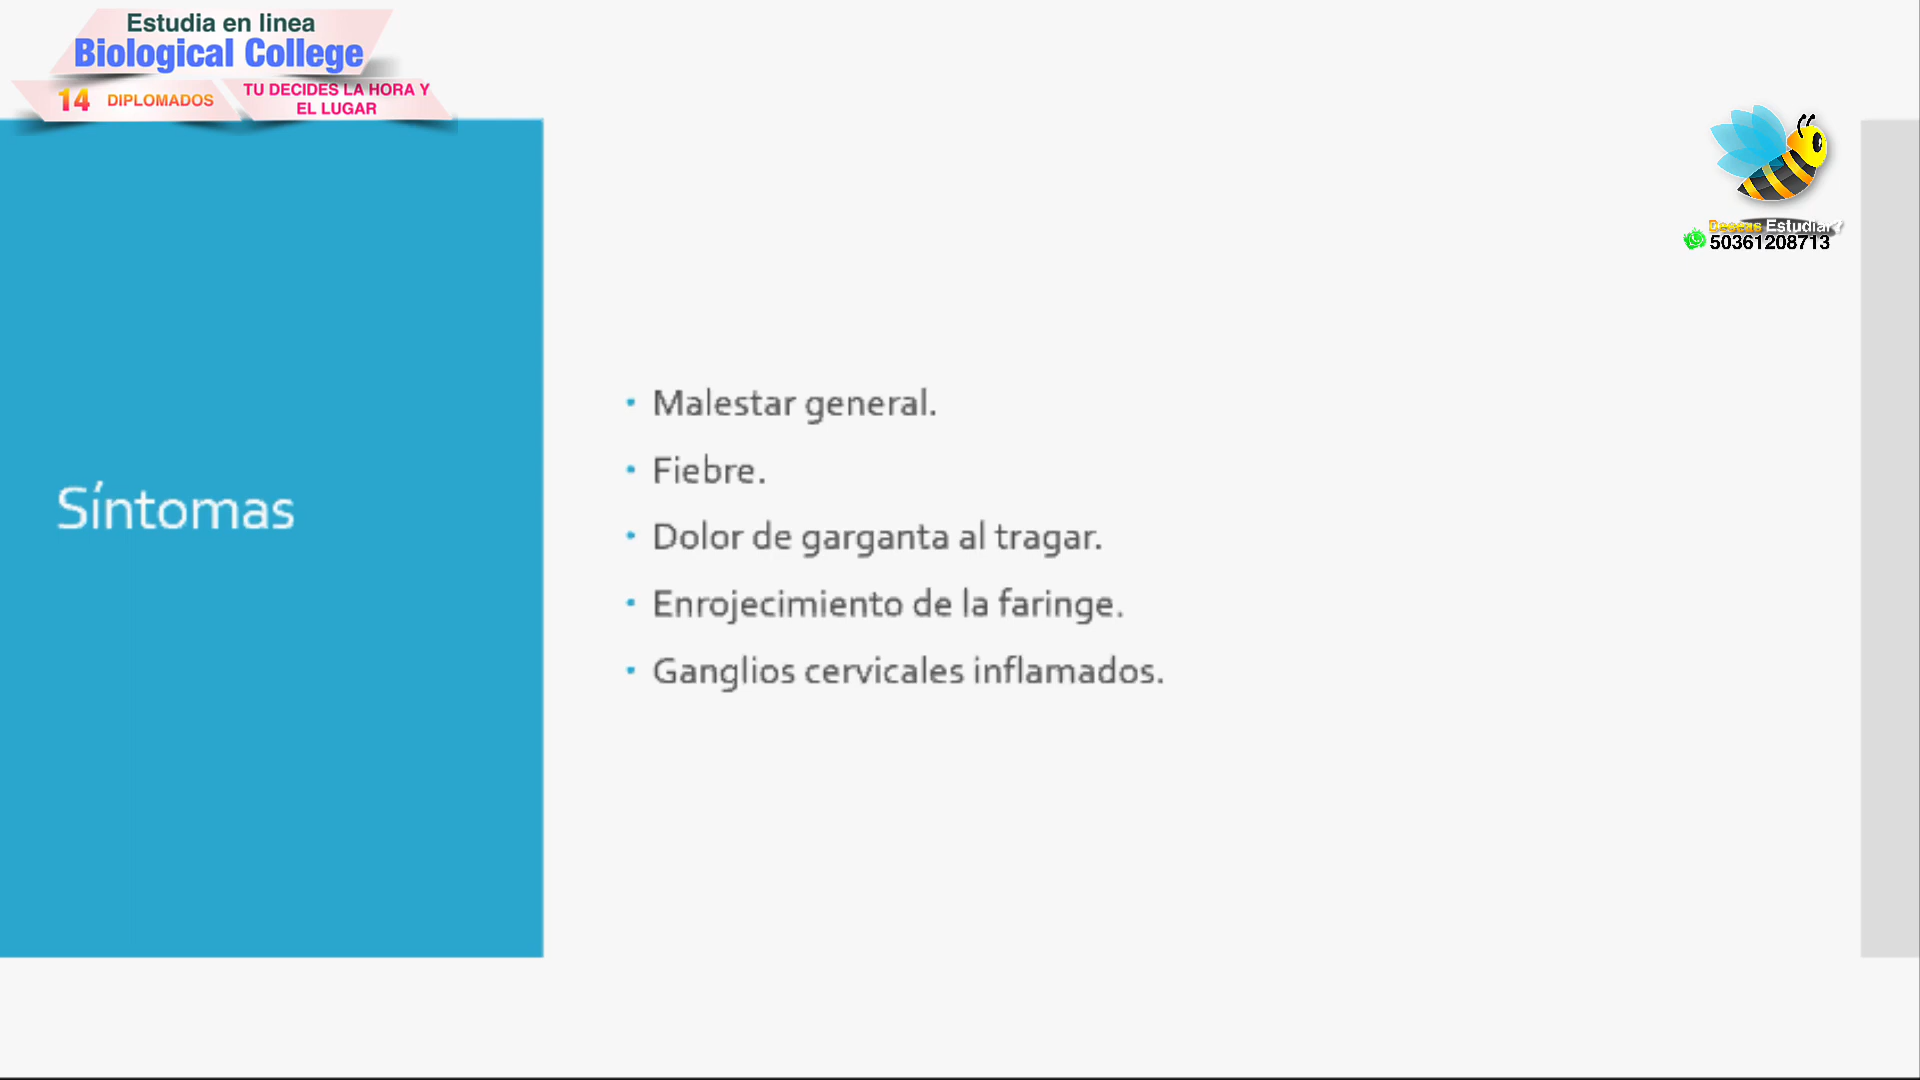 Estudia en linea
Biological College
14 DIPLOMADOS
TU DECIDES LA HORA Y
EL LUGAR
Deseas Estudiar?
50361208713
Síntomas
• Malestar general.
• Fiebre.
• Dolor de garganta al tragar.
• Enrojecimiento de la faringe.
• Ganglios cervicales inflamados.